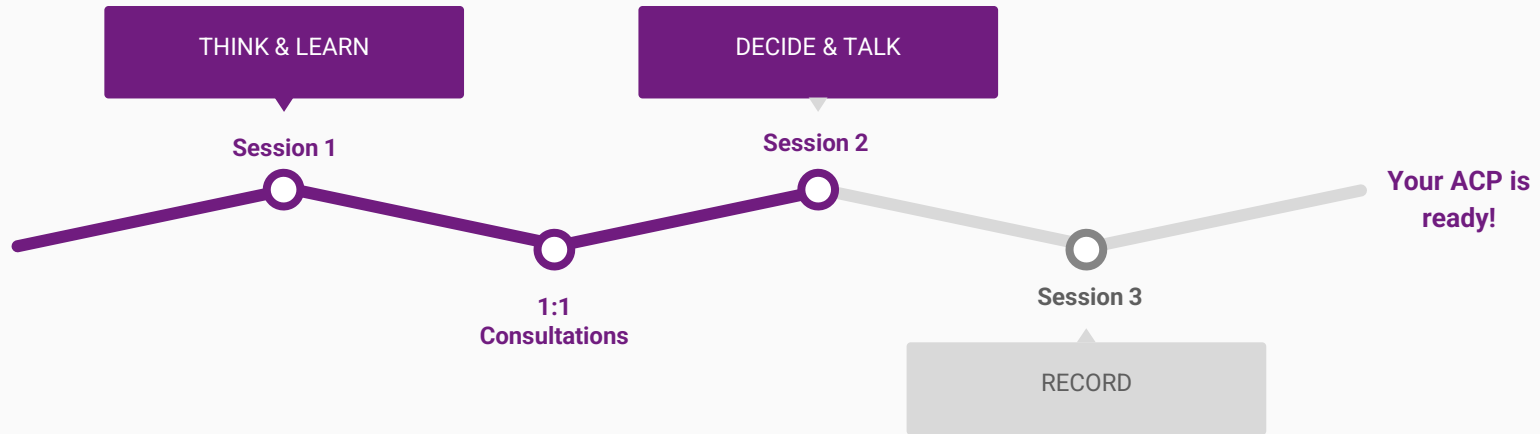 THINK & LEARN
DECIDE & TALK
Session 1
Session 2
Your ACP is
ready!
1:1
Consultations
Session 3
RECORD